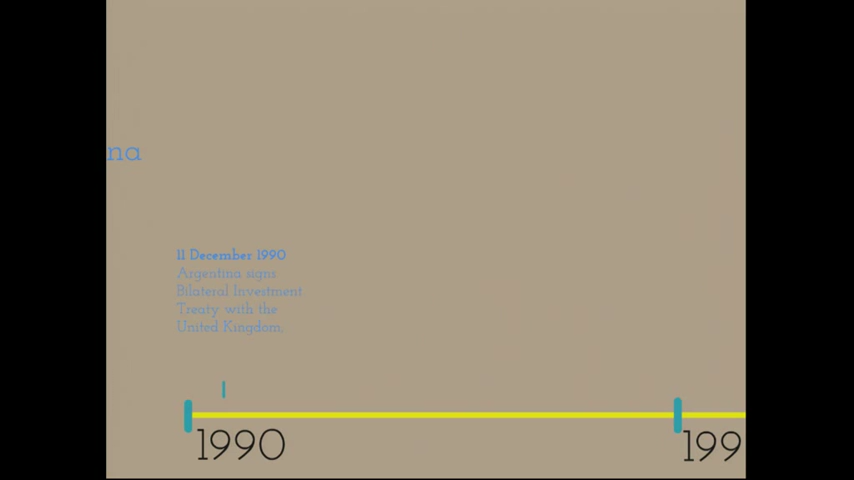 na
11 December 1990
Argentina signs
Bilateral Investment
Treaty with the
United Kingdom,
1990
199